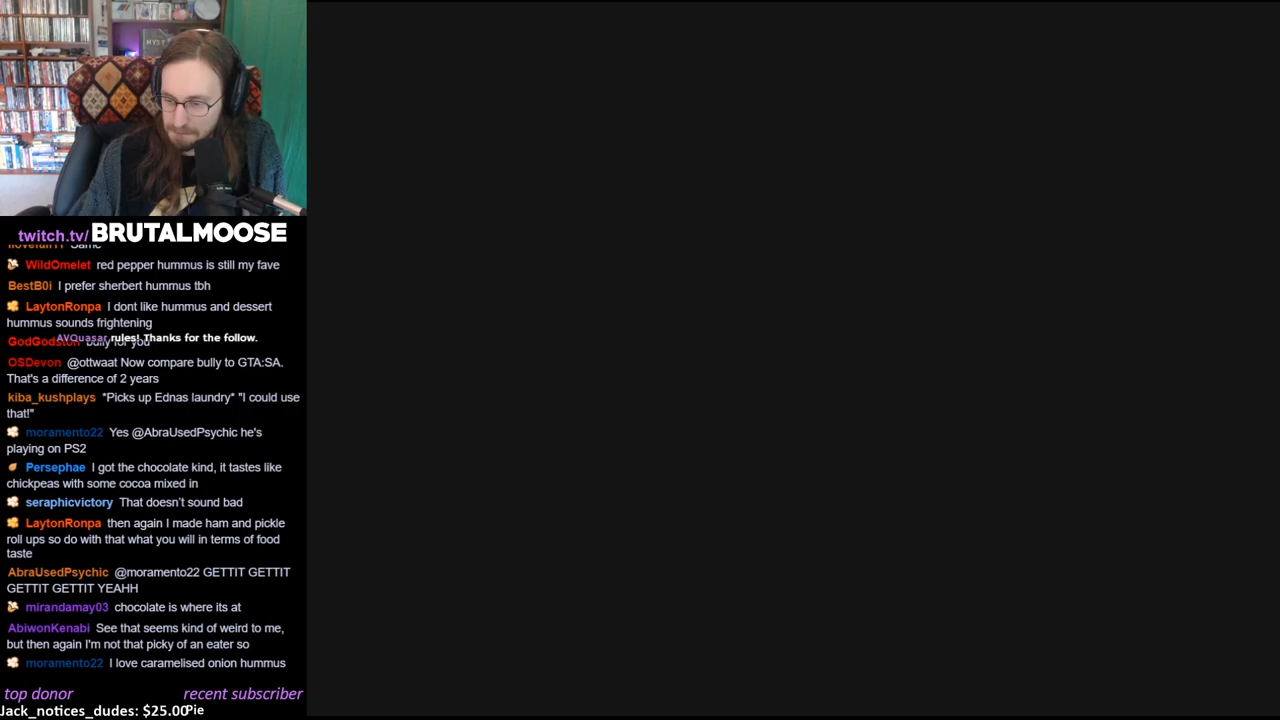 MYST
twitch.tv/BRUTALMOOSE
WildOmelet red pepper hummus is still my fave
BestB0i I prefer sherbert hummus tbh
LaytonRonpa I dont like hummus and dessert
hummus sounds frightening
AVQuasar rules! Thanks for the follow.
GodGodston bully for you
OSDevon @ottwaat Now compare bully to GTA:SA.
That's a difference of 2 years
kiba_kushplays *Picks up Ednas laundry* "I could use
that!"
moramento22 Yes @AbraUsedPsychic he's
playing on PS2
Persephae I got the chocolate kind, it tastes like
chickpeas with some cocoa mixed in
seraphicvictory That doesn't sound bad
LaytonRonpa then again I made ham and pickle
roll ups so do with that what you will in terms of food
taste
AbraUsedPsychic @moramento22 GETTIT GETTIT
GETTIT GETTIT YEAHH
mirandamay03 chocolate is where its at
AbiwonKenabi See that seems kind of weird to me,
but then again I'm not that picky of an eater so
moramento22 I love caramelised onion hummus
top donor recent subscriber
Jack_notices_dudes: $25.00 Pie